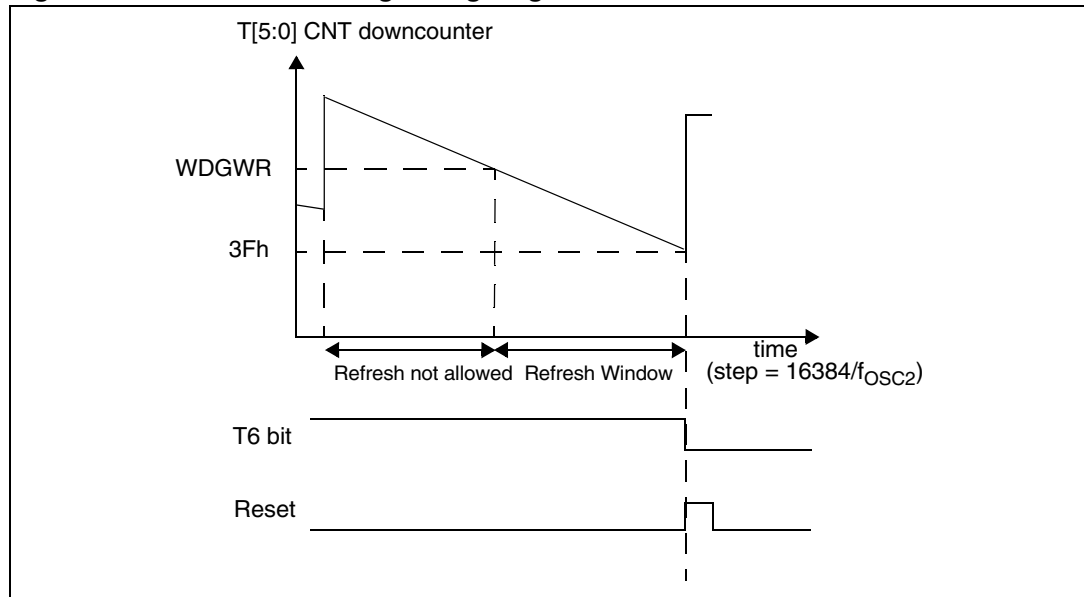 T[5:0] CNT downcounter
WDGWR
3Fh
time
Refresh not allowed Refresh Window (step = 16384/fOSC2)
T6 bit
Reset